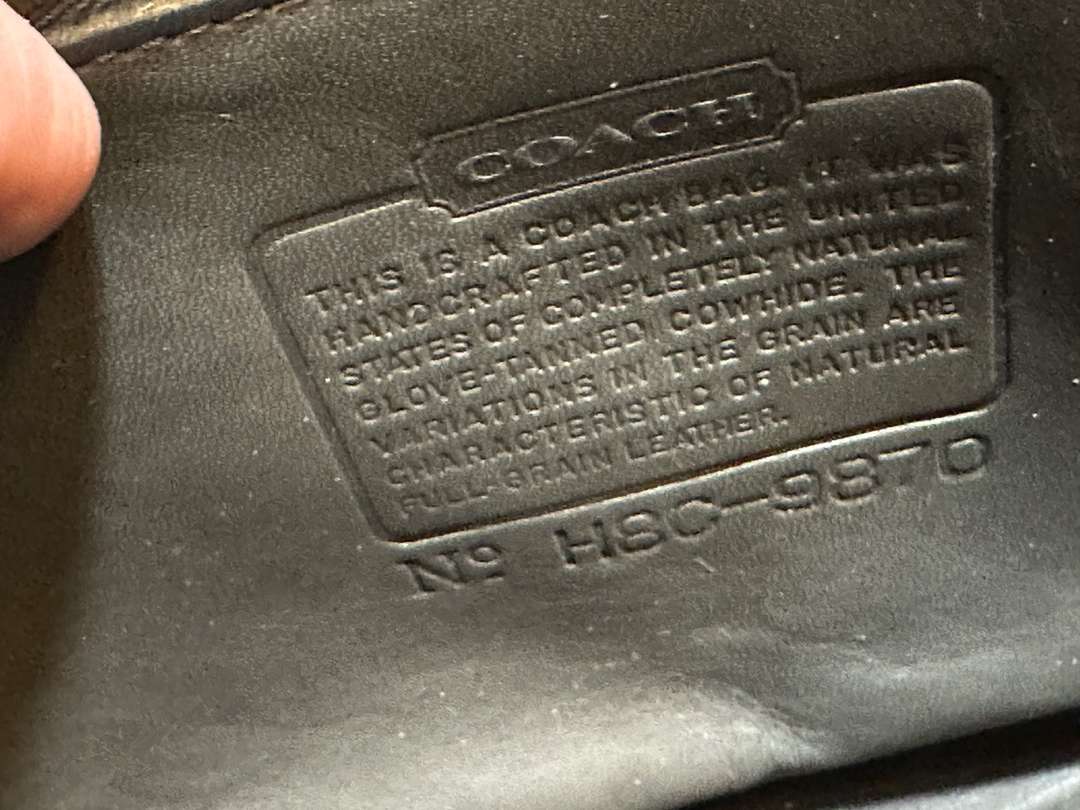 COACH
THIS IS A COACH BAG. IT WAS
HANDCRAFTED IN THE UNITED
STATES OF COMPLETELY NATURAL
GLOVE-TANNED COWHIDE. THE
VARIATIONS IN THE GRAIN ARE
CHARACTERISTIC OF NATURAL
FULL-GRAIN LEATHER.
Nº H8C-9870